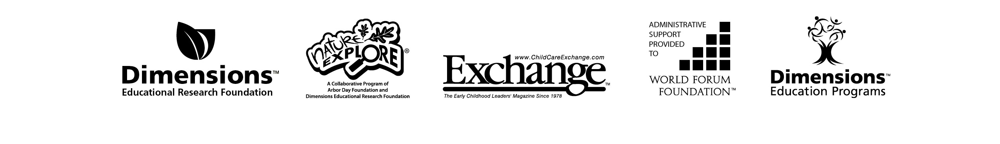 Dimensions™
Educational Research Foundation
NATURE
EXPLORE®
A Collaborative Program of
Arbor Day Foundation and
Dimensions Educational Research Foundation
www.ChildCareExchange.com
Exchange™
The Early Childhood Leaders' Magazine Since 1978
ADMINISTRATIVE
SUPPORT
PROVIDED
TO
WORLD FORUM
FOUNDATION™
Dimensions™
Education Programs